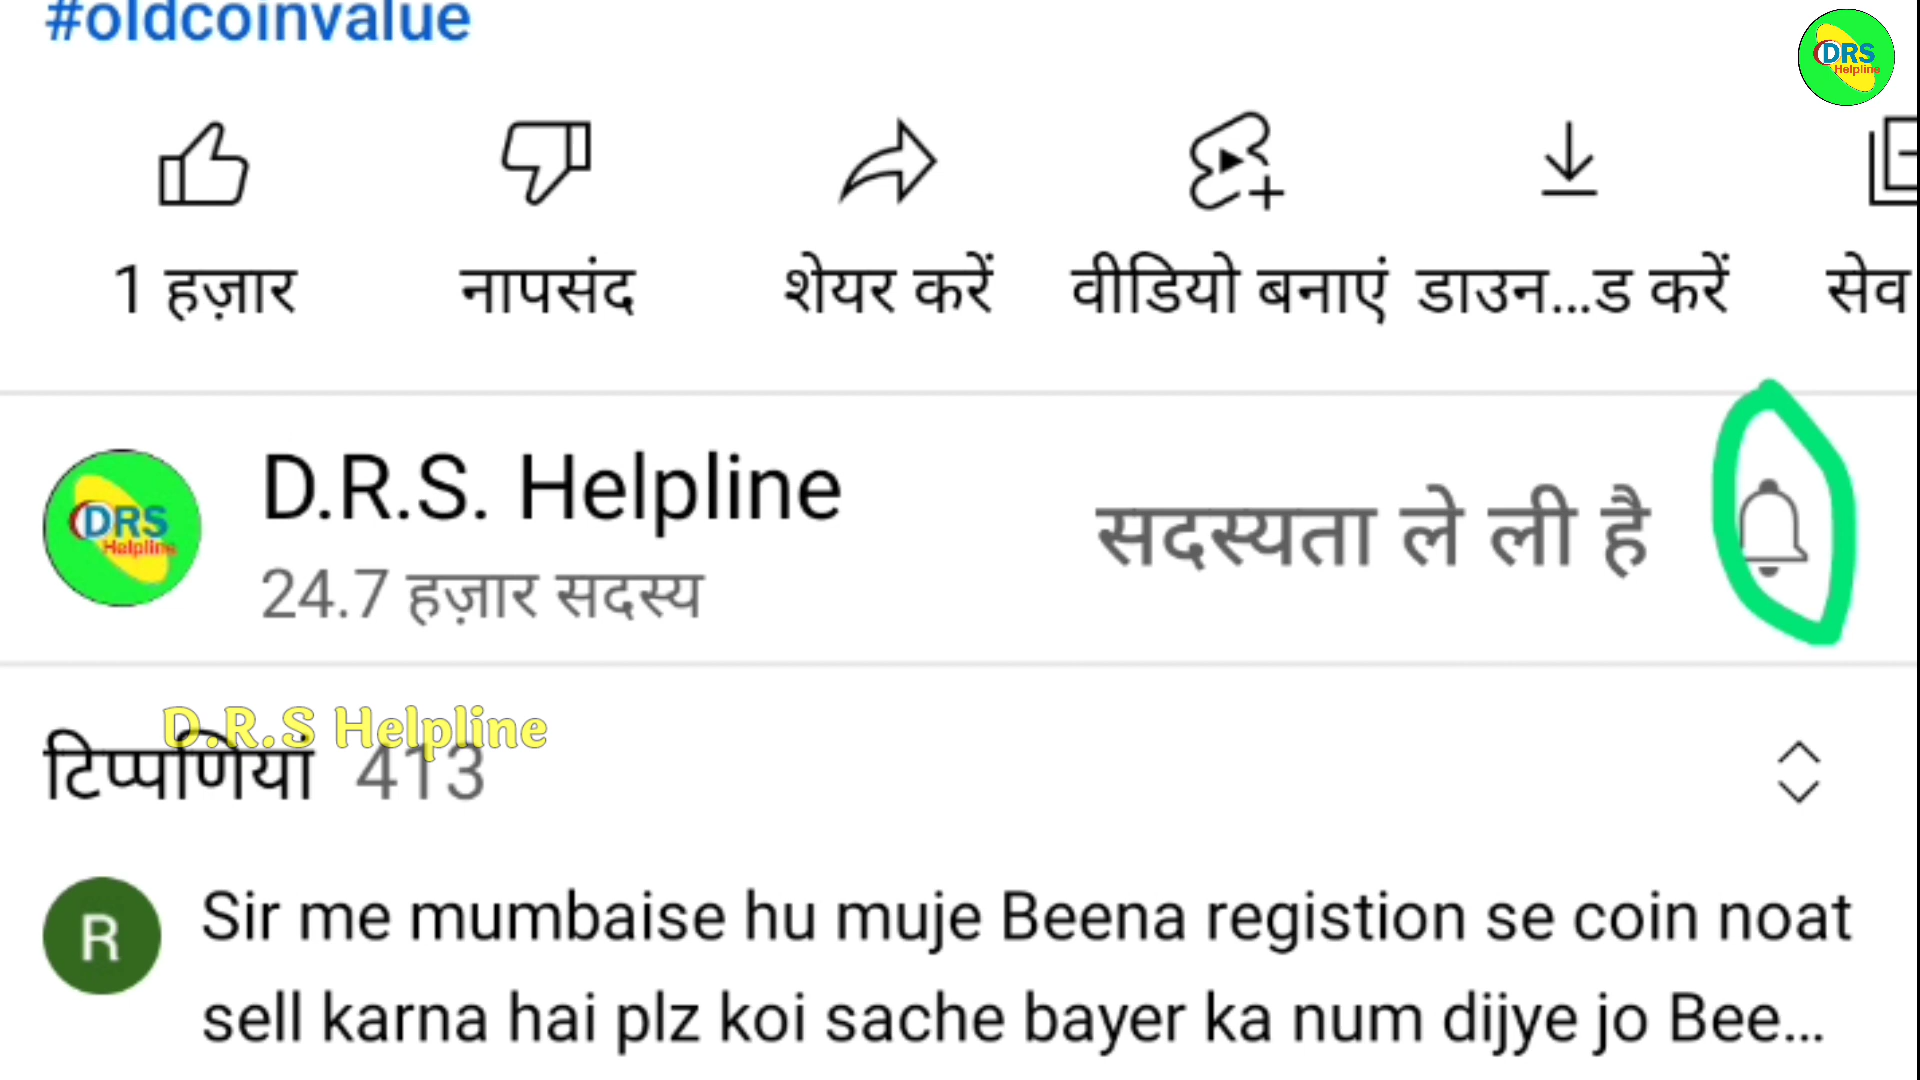 #oldcoinvalue
DRS
Helpline
1 हज़ार नापसंद शेयर करें वीडियो बनाएं डाउन...ड करें सेव
D.R.S. Helpline
सदस्यता ले ली है
24.7 हज़ार सदस्य
DRS
Helpline
D.R.S Helpline
टिप्पणियां 413
R
Sir me mumbaise hu muje Beena registion se coin noat
sell karna hai plz koi sache bayer ka num dijye jo Bee...